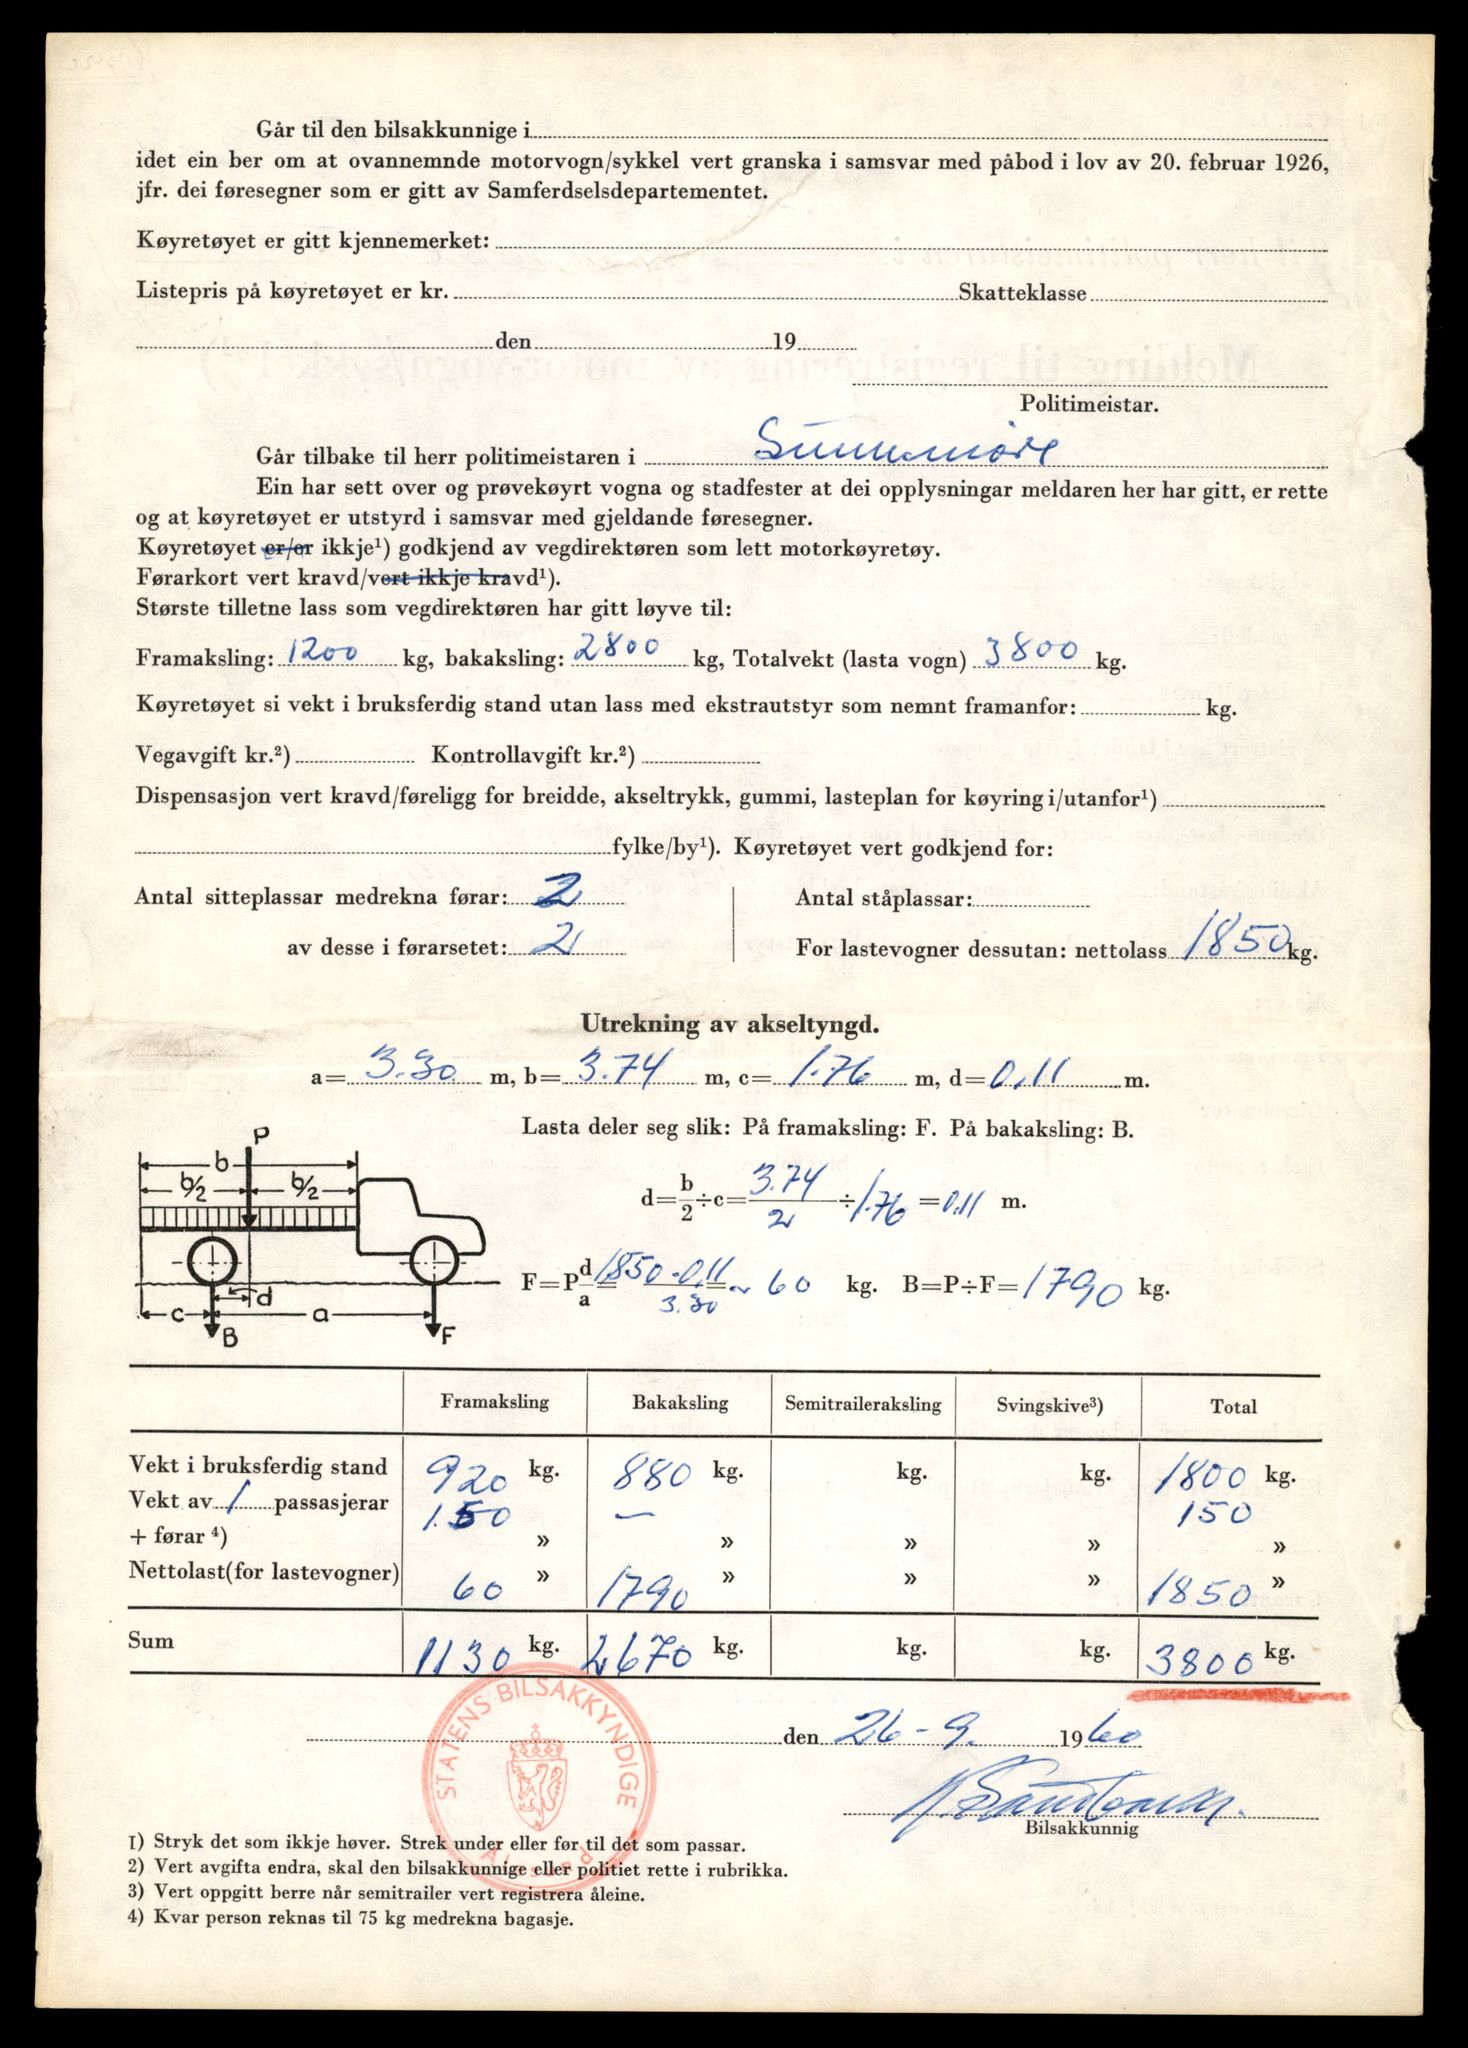 Går til den bilsakkunnige i
idet ein ber om at ovannemnde motorvogn/sykkel vert granska i samsvar med påbod i lov av 20. februar 1926,
jfr. dei føresegner som er gitt av Samferdselsdepartementet.
Køyretøyet er gitt kjennemerket:
Listepris på køyretøyet er kr. Skatteklasse
den 19
Politimeistar.
Går tilbake til herr politimeistaren i Sunnmøre
Ein har sett over og prøvekøyrt vogna og stadfester at dei opplysningar meldaren her har gitt, er rette
og at køyretøyet er utstyrd i samsvar med gjeldande føresegner.
Køyretøyet er/er ikkje¹) godkjend av vegdirektøren som lett motorkøyretøy.
Førarkort vert kravd/vert ikkje kravd¹).
Største tilletne lass som vegdirektøren har gitt løyve til:
Framaksling: 1200 kg, bakaksling: 2800 kg, Totalvekt (lasta vogn) 3800 kg.
Køyretøyet si vekt i bruksferdig stand utan lass med ekstrautstyr som nemnt framanfor: kg.
Vegavgift kr.²) Kontrollavgift kr.²)
Dispensasjon vert kravd/føreligg for breidde, akseltrykk, gummi, lasteplan for køyring i/utanfor¹)
fylke/by¹). Køyretøyet vert godkjend for:
Antal sitteplassar medrekna førar: 2 Antal ståplassar:
av desse i førarsetet: 2 For lastevogner dessutan: nettolass 1850 kg.
Utrekning av akseltyngd.
a= 3.30 m, b= 3.74 m, c= 1.76 m, d= 0.11 m.
Lasta deler seg slik: På framaksling: F. På bakaksling: B.
P
b
b/2 b/2
d=b/2÷c= 3.74/2 ÷ 1.76 = 0.11 m.
F=P d/a = 1850·0.11/3.30 = ~ 60 kg. B=P÷F= 1790 kg.
d
c a
B F
Framaksling Bakaksling Semitraileraksling Svingskive³) Total
Vekt i bruksferdig stand 920 kg. 880 kg. kg. kg. 1800 kg.
Vekt av 1 passasjerar 150 — 150
+ førar ⁴) » » » » »
Nettolast(for lastevogner) 60 » 1790 » » » 1850 »
Sum 1130 kg. 2670 kg. kg. kg. 3800 kg.
STATENS BILSAKKYNDIGE
Ålesund
den 26-9. 1960
Bilsakkunnig
1) Stryk det som ikkje høver. Strek under eller før til det som passar.
2) Vert avgifta endra, skal den bilsakkunnige eller politiet rette i rubrikka.
3) Vert oppgitt berre når semitrailer vert registrera åleine.
4) Kvar person reknas til 75 kg medrekna bagasje.